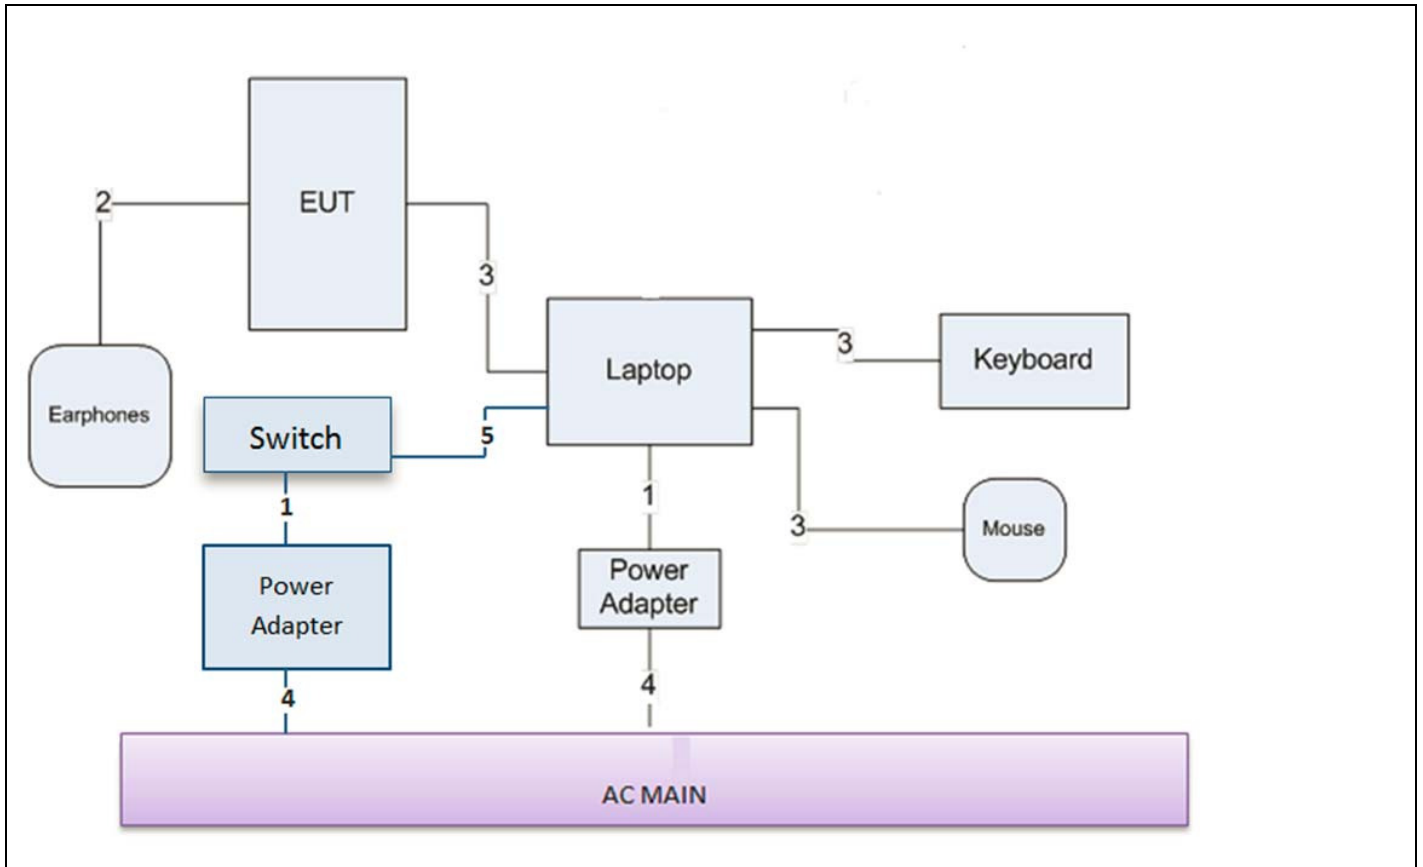 EUT
2
3
Laptop
3
Keyboard
Earphones
Switch
5
1
1
3
Mouse
Power
Adapter
Power
Adapter
4
4
AC MAIN